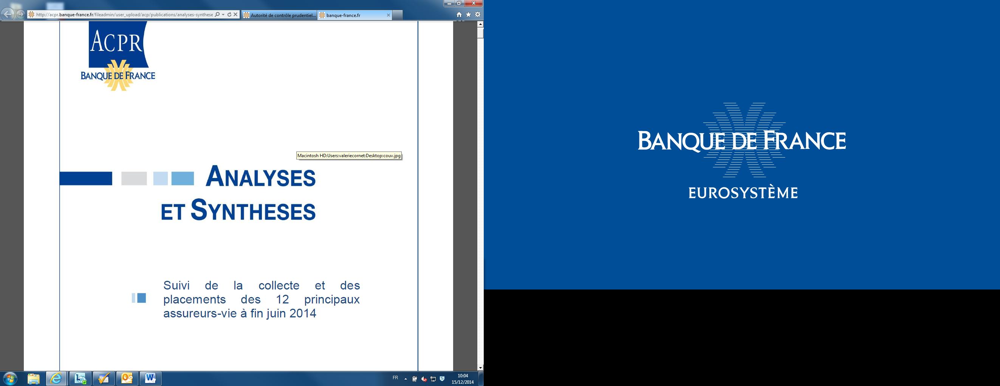 http://acpr.banque-france.fr/fileadmin/user_upload/acp/publications/analyses-synthese
Autorité de contrôle prudentiel...
banque-france.fr
ACPR
BANQUE DE FRANCE
Macintosh HD:Users:valeriecornet:Desktop:couv.jpg
ANALYSES
ET SYNTHESES
Suivi de la collecte et des
placements des 12 principaux
assureurs-vie à fin juin 2014
FR
10:04
15/12/2014
BANQUE DE FRANCE
EUROSYSTÈME